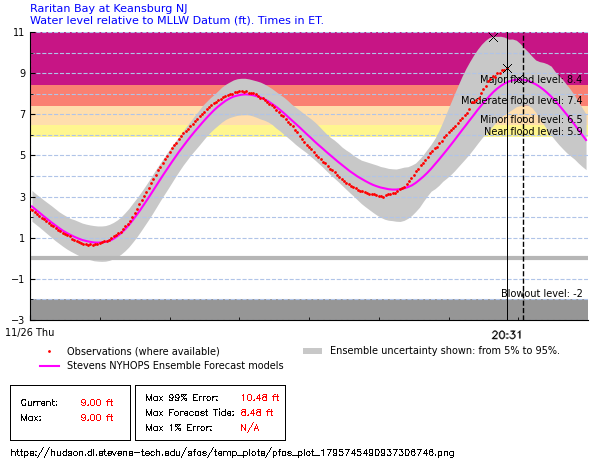 Raritan Bay at Keansburg NJ
Water level relative to MLLW Datum (ft). Times in ET.
11
9
7
5
3
1
−1
−3
Major flood level: 8.4
Moderate flood level: 7.4
Minor flood level: 6.5
Near flood level: 5.9
Blowout level: -2
11/26 Thu
20:31
Observations (where available)
Ensemble uncertainty shown: from 5% to 95%.
Stevens NYHOPS Ensemble Forecast models
Current: 9.00 ft
Max: 9.00 ft
Max 99% Error: 10.48 ft
Max Forecast Tide: 8.48 ft
Max 1% Error: N/A
https://hudson.dl.stevens-tech.edu/sfas/temp_plots/pfas_plot_1795745490937306746.png